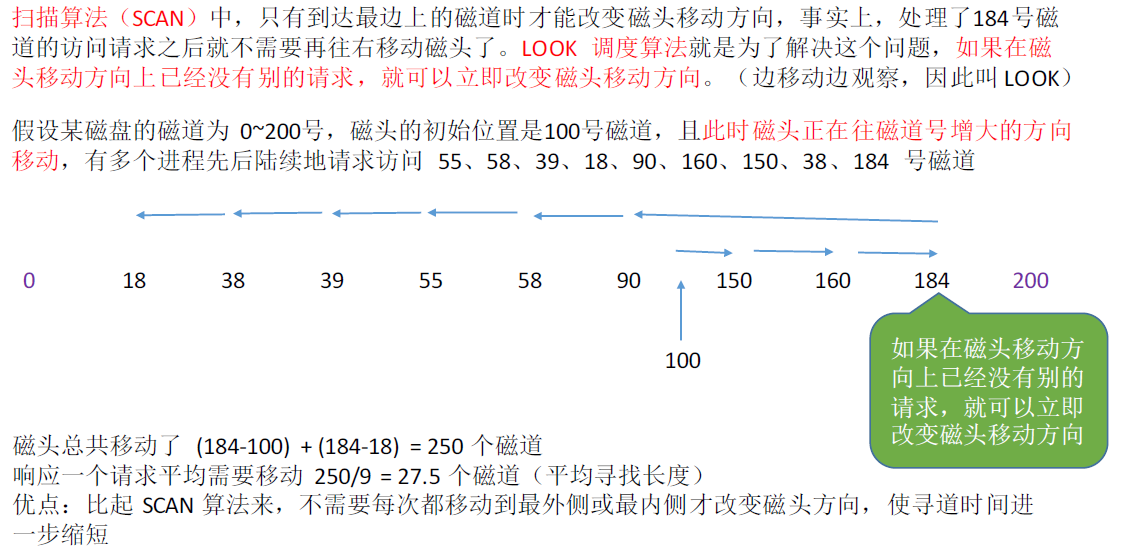 扫描算法（SCAN）中，只有到达最边上的磁道时才能改变磁头移动方向，事实上，处理了184号磁
道的访问请求之后就不需要再往右移动磁头了。LOOK 调度算法就是为了解决这个问题，如果在磁
头移动方向上已经没有别的请求，就可以立即改变磁头移动方向。（边移动边观察，因此叫 LOOK）
假设某磁盘的磁道为 0~200号，磁头的初始位置是100号磁道，且此时磁头正在往磁道号增大的方向
移动，有多个进程先后陆续地请求访问 55、58、39、18、90、160、150、38、184 号磁道
0 18 38 39 55 58 90 150 160 184 200
100
如果在磁头移动方
向上已经没有别的
请求，就可以立即
改变磁头移动方向
磁头总共移动了 (184-100) + (184-18) = 250 个磁道
响应一个请求平均需要移动 250/9 = 27.5 个磁道（平均寻找长度）
优点：比起 SCAN 算法来，不需要每次都移动到最外侧或最内侧才改变磁头方向，使寻道时间进
一步缩短